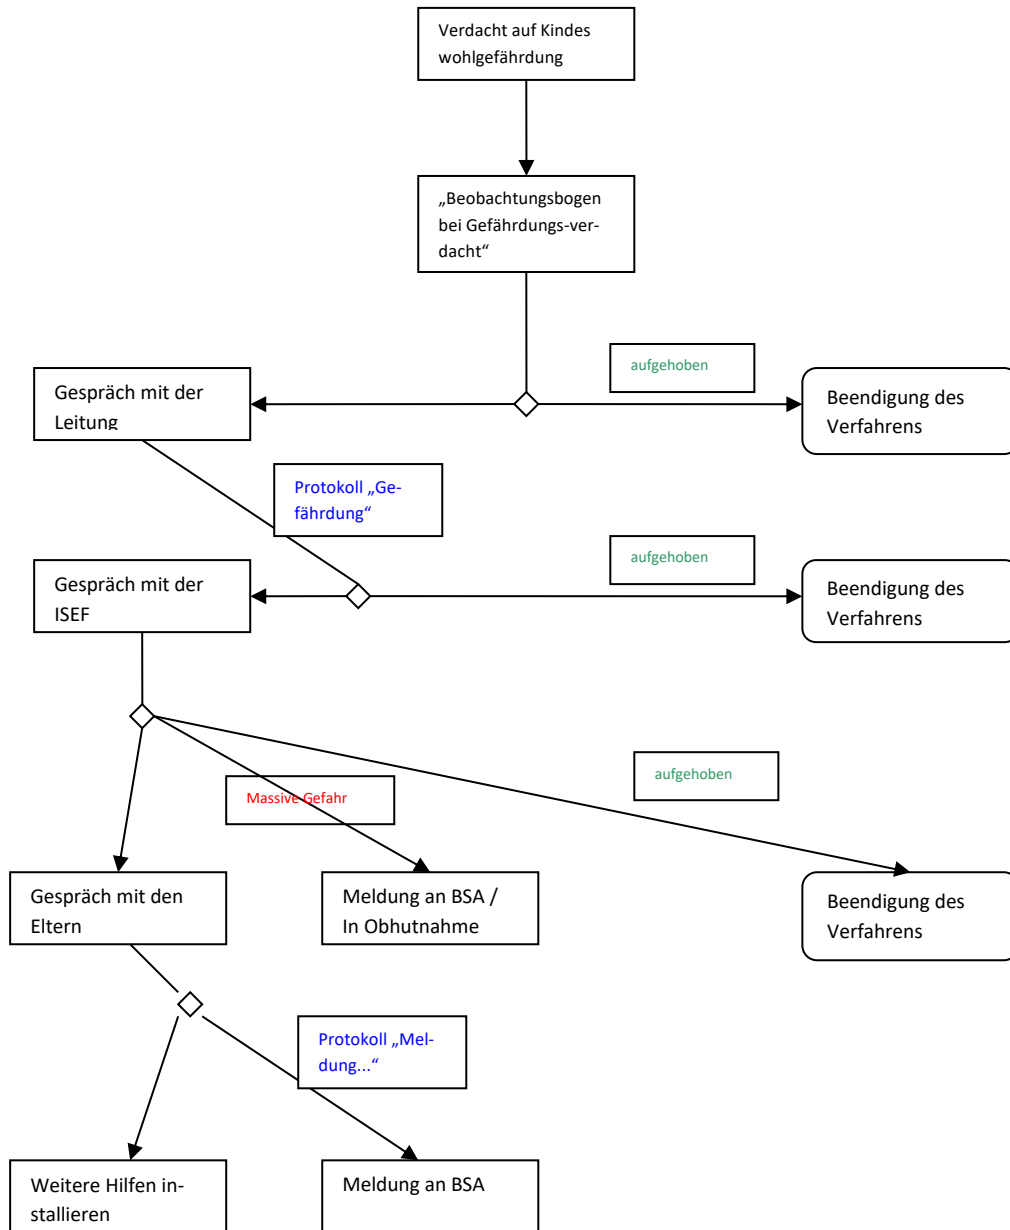 Verdacht auf Kindes
wohlgefährdung
„Beobachtungsbogen
bei Gefährdungs-ver-
dacht“
aufgehoben
Gespräch mit der
Leitung
Beendigung des
Verfahrens
Protokoll „Ge-
fährdung“
aufgehoben
Gespräch mit der
ISEF
Beendigung des
Verfahrens
aufgehoben
Massive Gefahr
Gespräch mit den
Eltern
Meldung an BSA /
In Obhutnahme
Beendigung des
Verfahrens
Protokoll „Mel-
dung...“
Weitere Hilfen in-
stallieren
Meldung an BSA